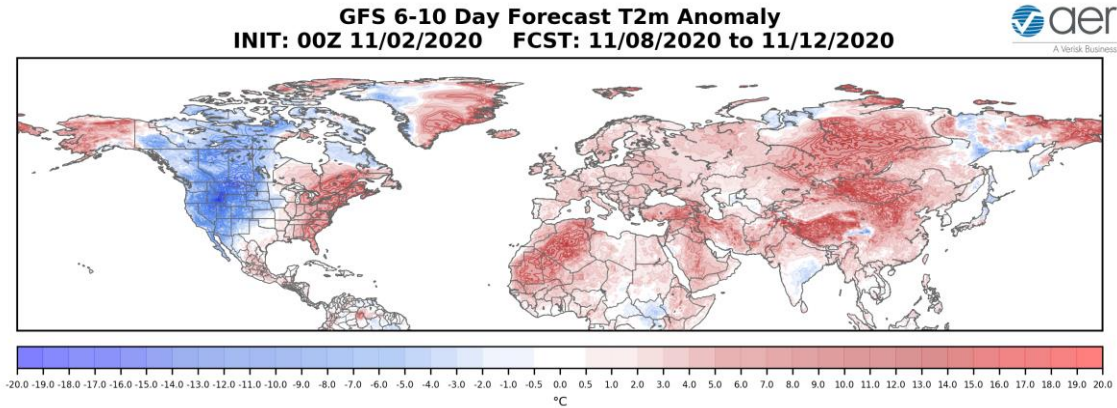 GFS 6-10 Day Forecast T2m Anomaly
INIT: 00Z 11/02/2020 FCST: 11/08/2020 to 11/12/2020
aer
A Verisk Business
-20.0 -19.0 -18.0 -17.0 -16.0 -15.0 -14.0 -13.0 -12.0 -11.0 -10.0 -9.0 -8.0 -7.0 -6.0 -5.0 -4.0 -3.0 -2.0 -1.0 -0.5 0.0 0.5 1.0 2.0 3.0 4.0 5.0 6.0 7.0 8.0 9.0 10.0 11.0 12.0 13.0 14.0 15.0 16.0 17.0 18.0 19.0 20.0
°C